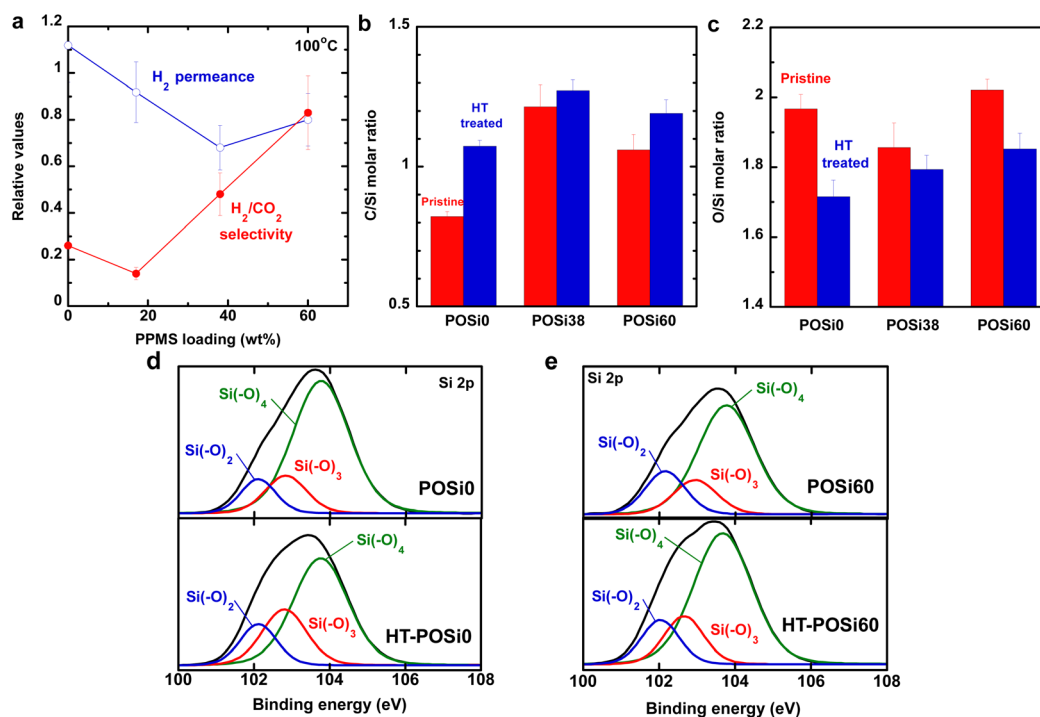 a
1.2
1
0.8
0.6
0.4
0.2
0
Relative values
100°C
H₂ permeance
H₂/CO₂
selectivity
0
20
40
60
PPMS loading (wt%)
b
1.5
1
0.5
C/Si molar ratio
Pristine
HT
treated
POSi0
POSi38
POSi60
c
2.2
2.0
1.8
1.6
1.4
O/Si molar ratio
Pristine
HT
treated
POSi0
POSi38
POSi60
d
Si 2p
Si(-O)₄
Si(-O)₂
Si(-O)₃
POSi0
Si(-O)₄
Si(-O)₂
Si(-O)₃
HT-POSi0
100
102
104
106
108
Binding energy (eV)
e
Si 2p
Si(-O)₄
Si(-O)₂
Si(-O)₃
POSi60
Si(-O)₄
Si(-O)₂
Si(-O)₃
HT-POSi60
100
102
104
106
108
Binding energy (eV)